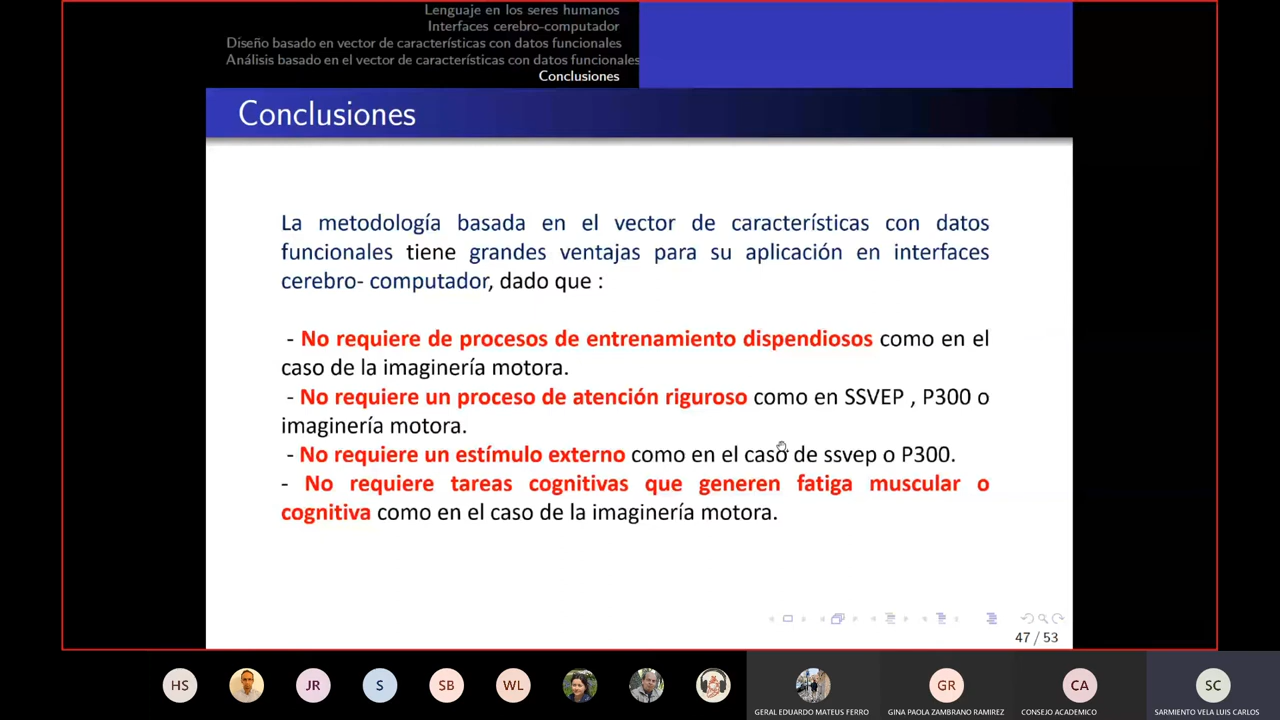 Lenguaje en los seres humanos
Interfaces cerebro-computador
Diseño basado en vector de características con datos funcionales
Análisis basado en el vector de características con datos funcionales
Conclusiones
Conclusiones
La metodología basada en el vector de características con datos
funcionales tiene grandes ventajas para su aplicación en interfaces
cerebro- computador, dado que :
- No requiere de procesos de entrenamiento dispendiosos como en el
caso de la imaginería motora.
- No requiere un proceso de atención riguroso como en SSVEP , P300 o
imaginería motora.
- No requiere un estímulo externo como en el caso de ssvep o P300.
- No requiere tareas cognitivas que generen fatiga muscular o
cognitiva como en el caso de la imaginería motora.
47 / 53
HS
JR
S
SB
WL
GR
CA
SC
GERAL EDUARDO MATEUS FERRO
GINA PAOLA ZAMBRANO RAMIREZ
CONSEJO ACADEMICO
SARMIENTO VELA LUIS CARLOS